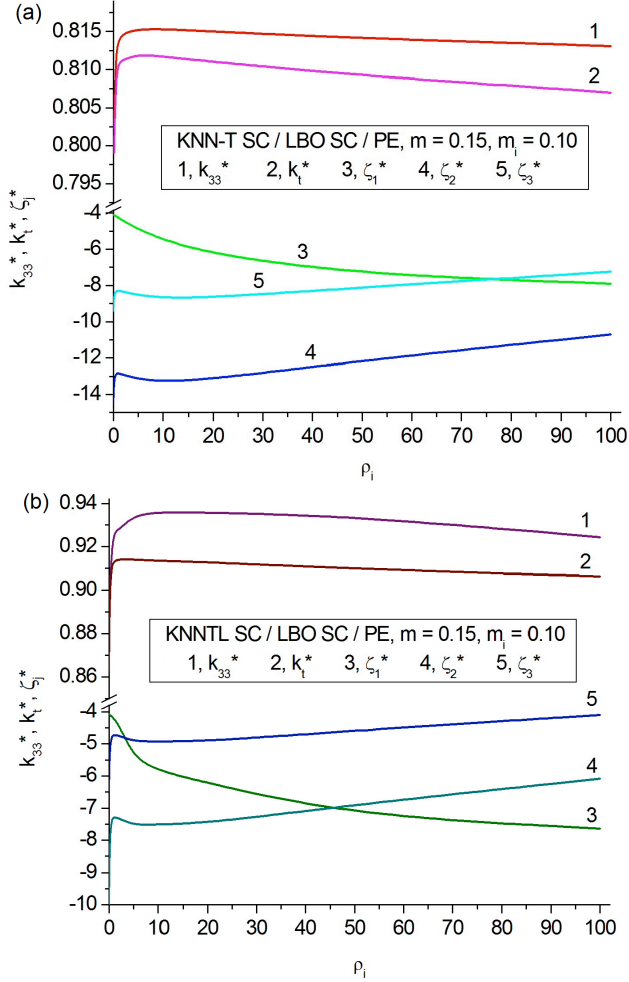 (a)
0.815
0.810
0.805
0.800
0.795
-4
-6
-8
-10
-12
-14
k₃₃*, kₜ*, ζⱼ*
1
2
KNN-T SC / LBO SC / PE, m = 0.15, mᵢ = 0.10
1, k₃₃* 2, kₜ* 3, ζ₁* 4, ζ₂* 5, ζ₃*
3
5
4
0 10 20 30 40 50 60 70 80 90 100
ρᵢ
(b)
0.94
0.92
0.90
0.88
0.86
-4
-5
-6
-7
-8
-9
-10
k₃₃*, kₜ*, ζⱼ*
1
2
KNNTL SC / LBO SC / PE, m = 0.15, mᵢ = 0.10
1, k₃₃* 2, kₜ* 3, ζ₁* 4, ζ₂* 5, ζ₃*
5
4
3
0 10 20 30 40 50 60 70 80 90 100
ρᵢ